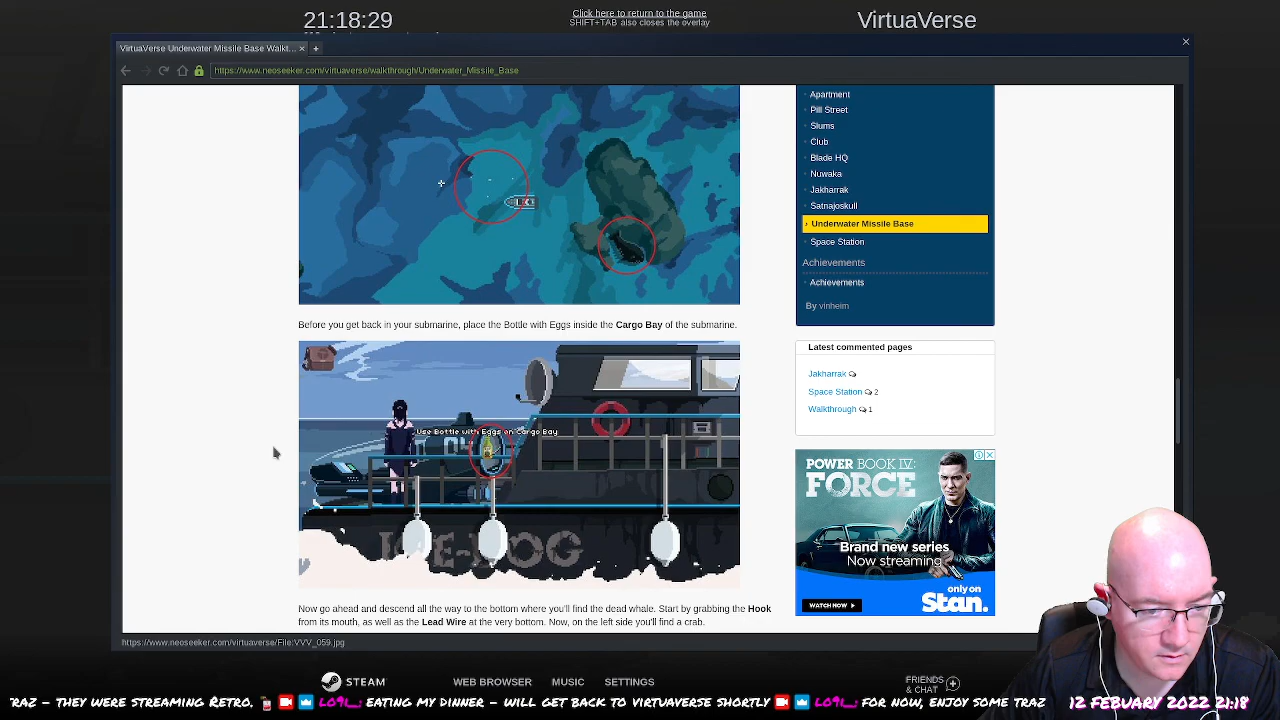 21:18:29
Click here to return to the game
SHIFT+TAB also closes the overlay
VirtuaVerse
VirtuaVerse Underwater Missile Base Walkt...
https://www.neoseeker.com/virtuaverse/walkthrough/Underwater_Missile_Base
Apartment
Pill Street
Slums
Club
Blade HQ
Nuwaka
Jakharrak
Satnajoskull
› Underwater Missile Base
Space Station
Achievements
Achievements
By vinheim
Before you get back in your submarine, place the Bottle with Eggs inside the Cargo Bay of the submarine.
Latest commented pages
Jakharrak
Space Station 2
Walkthrough 1
Use Bottle with Eggs on Cargo Bay
POWER BOOK IV:
FORCE
Brand new series
Now streaming
only on
Stan.
WATCH NOW
Now go ahead and descend all the way to the bottom where you'll find the dead whale. Start by grabbing the Hook
from its mouth, as well as the Lead Wire at the very bottom. Now, on the left side you'll find a crab.
https://www.neoseeker.com/virtuaverse/File:VVV_059.jpg
STEAM
WEB BROWSER
MUSIC
SETTINGS
FRIENDS
& CHAT
RAZ - THEY WERE STREAMING RETRO.
LO9I_: EATING MY DINNER - WILL GET BACK TO VIRTUAVERSE SHORTLY
LO9I_: FOR NOW, ENJOY SOME TRAZ
12 FEBUARY 2022 21:18